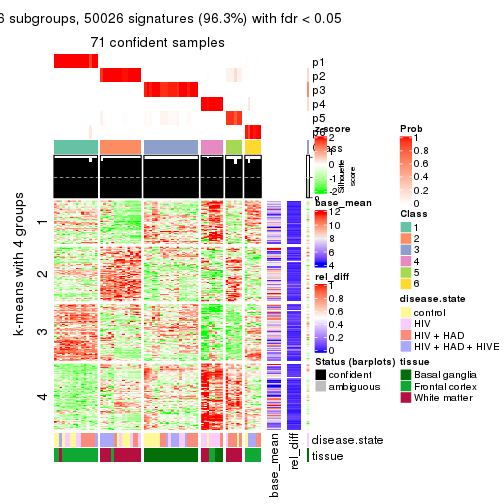 6 subgroups, 50026 signatures (96.3%) with fdr < 0.05
71 confident samples
p1
p2
p3
p4
p5
p6
Class
Silhouette
score
k-means with 4 groups
1
2
3
4
z-score
2
1
0
-1
-2
base_mean
12
10
8
6
4
rel_diff
1
0.8
0.6
0.4
0.2
0
Status (barplots)
confident
ambiguous
Prob
1
0.8
0.6
0.4
0.2
0
Class
1
2
3
4
5
6
disease.state
control
HIV
HIV + HAD
HIV + HAD + HIVE
tissue
Basal ganglia
Frontal cortex
White matter
base_mean
rel_diff
disease.state
tissue